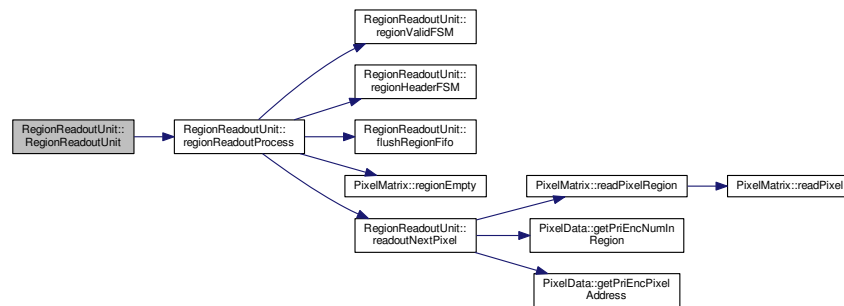 RegionReadoutUnit::
RegionReadoutUnit
RegionReadoutUnit::
regionReadoutProcess
RegionReadoutUnit::
regionValidFSM
RegionReadoutUnit::
regionHeaderFSM
RegionReadoutUnit::
flushRegionFifo
PixelMatrix::regionEmpty
RegionReadoutUnit::
readoutNextPixel
PixelMatrix::readPixelRegion
PixelMatrix::readPixel
PixelData::getPriEncNumIn
Region
PixelData::getPriEncPixel
Address